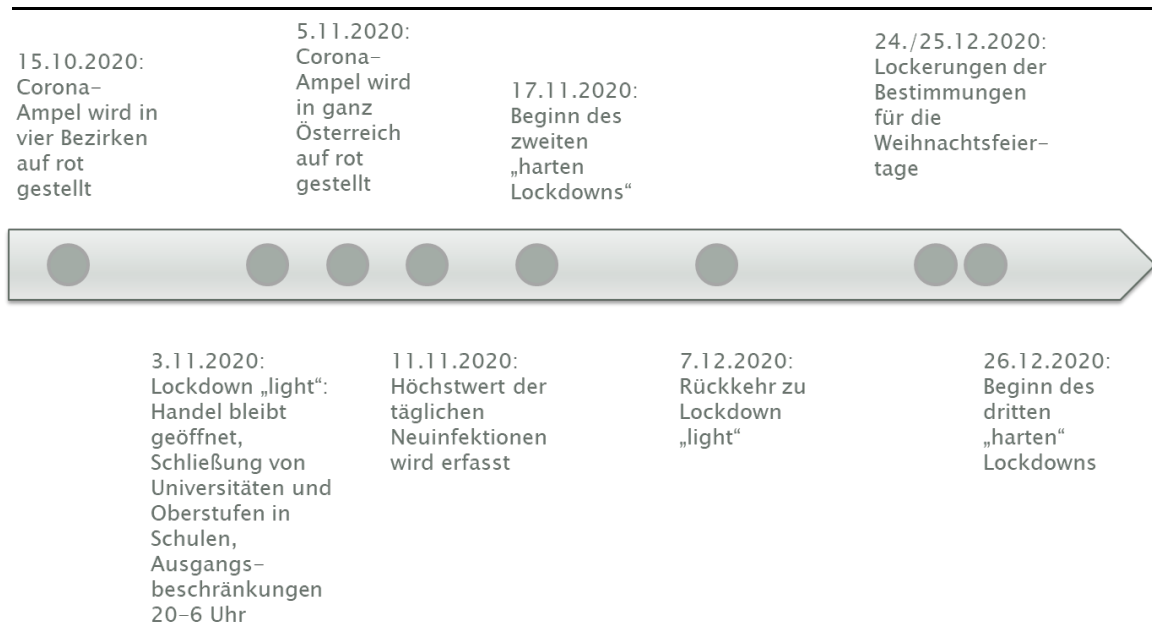 15.10.2020:
Corona-
Ampel wird in
vier Bezirken
auf rot
gestellt
3.11.2020:
Lockdown „light“:
Handel bleibt
geöffnet,
Schließung von
Universitäten und
Oberstufen in
Schulen,
Ausgangs-
beschränkungen
20-6 Uhr
5.11.2020:
Corona-
Ampel wird
in ganz
Österreich
auf rot
gestellt
11.11.2020:
Höchstwert der
täglichen
Neuinfektionen
wird erfasst
17.11.2020:
Beginn des
zweiten
„harten
Lockdowns“
7.12.2020:
Rückkehr zu
Lockdown
„light“
24./25.12.2020:
Lockerungen der
Bestimmungen
für die
Weihnachtsfeier-
tage
26.12.2020:
Beginn des
dritten
„harten“
Lockdowns